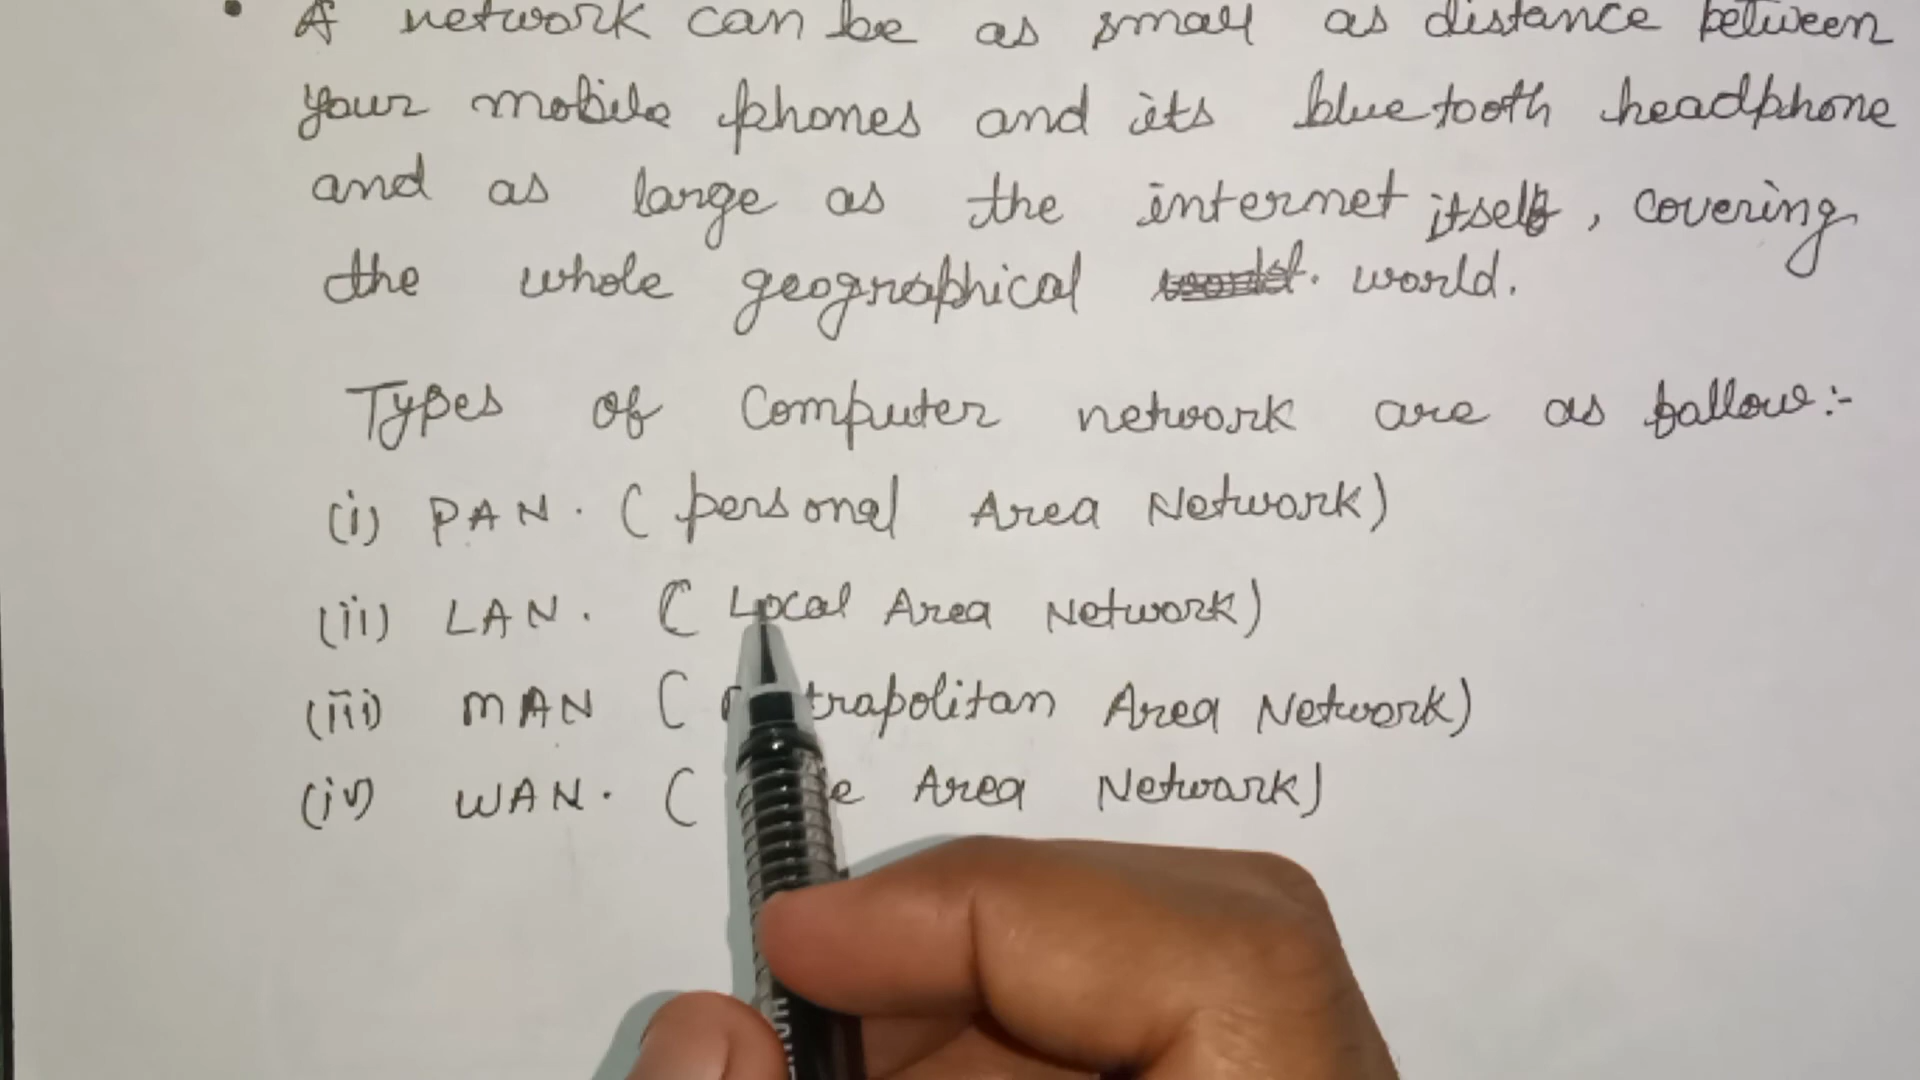 • A network can be as small as distance between
your mobile phones and its bluetooth headphone
and as large as the internet itself, covering
the whole geographical world.
Types of Computer network are as fallow:-
(i) PAN. (personal Area Network)
(ii) LAN. (Local Area Network)
(iii) MAN (trapolitan Area Network)
(iv) WAN. ( Area Network)